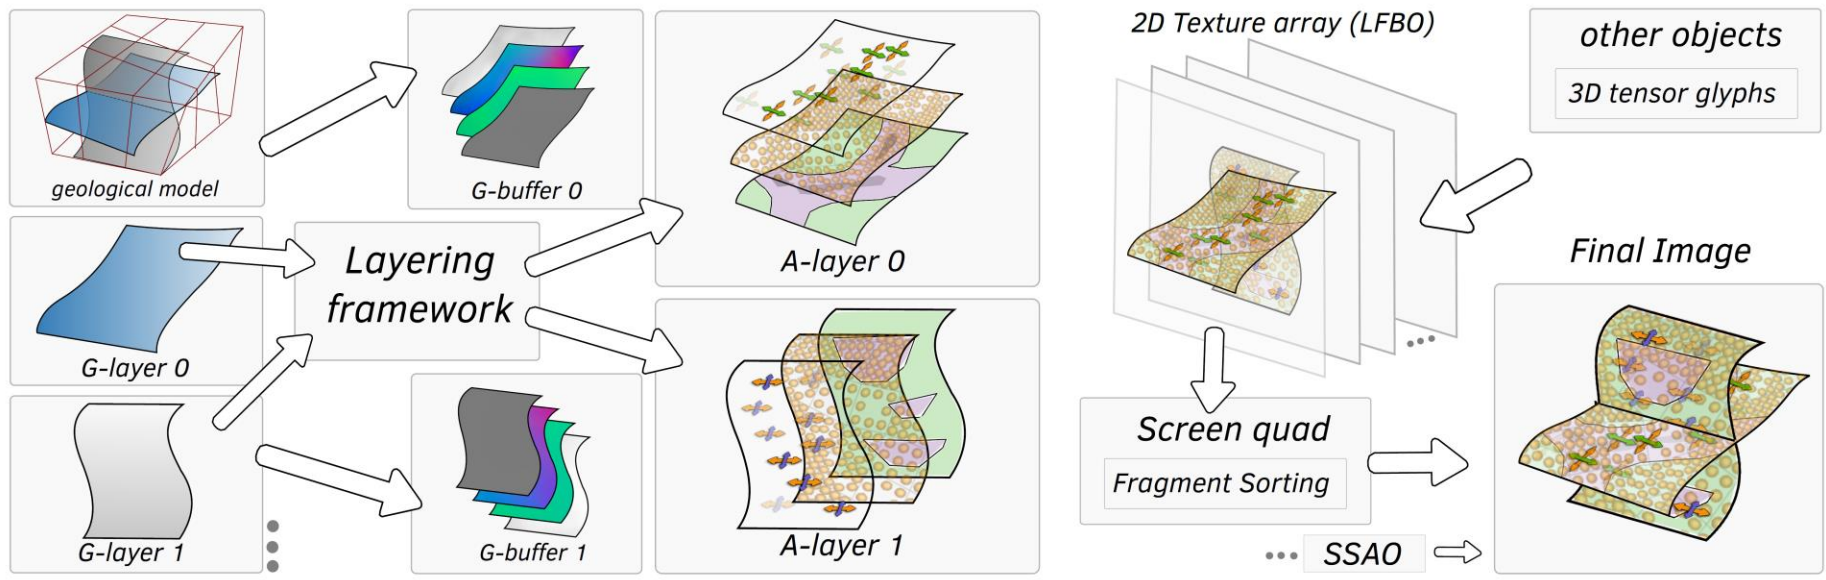 geological model
G-layer 0
G-layer 1
G-buffer 0
Layering
framework
G-buffer 1
A-layer 0
A-layer 1
2D Texture array (LFBO)
other objects
3D tensor glyphs
Screen quad
Fragment Sorting
SSAO
Final Image